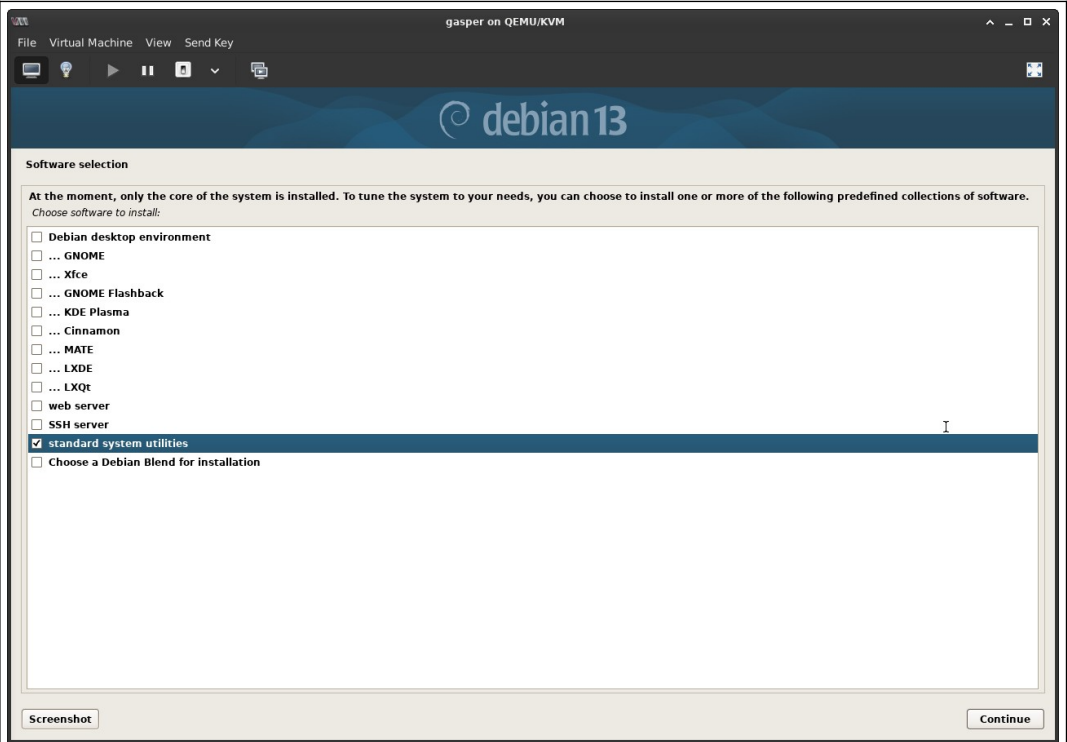 gasper on QEMU/KVM
File Virtual Machine View Send Key
debian 13
Software selection
At the moment, only the core of the system is installed. To tune the system to your needs, you can choose to install one or more of the following predefined collections of software.
Choose software to install:
Debian desktop environment
... GNOME
... Xfce
... GNOME Flashback
... KDE Plasma
... Cinnamon
... MATE
... LXDE
... LXQt
web server
SSH server
standard system utilities
Choose a Debian Blend for installation
Screenshot Continue